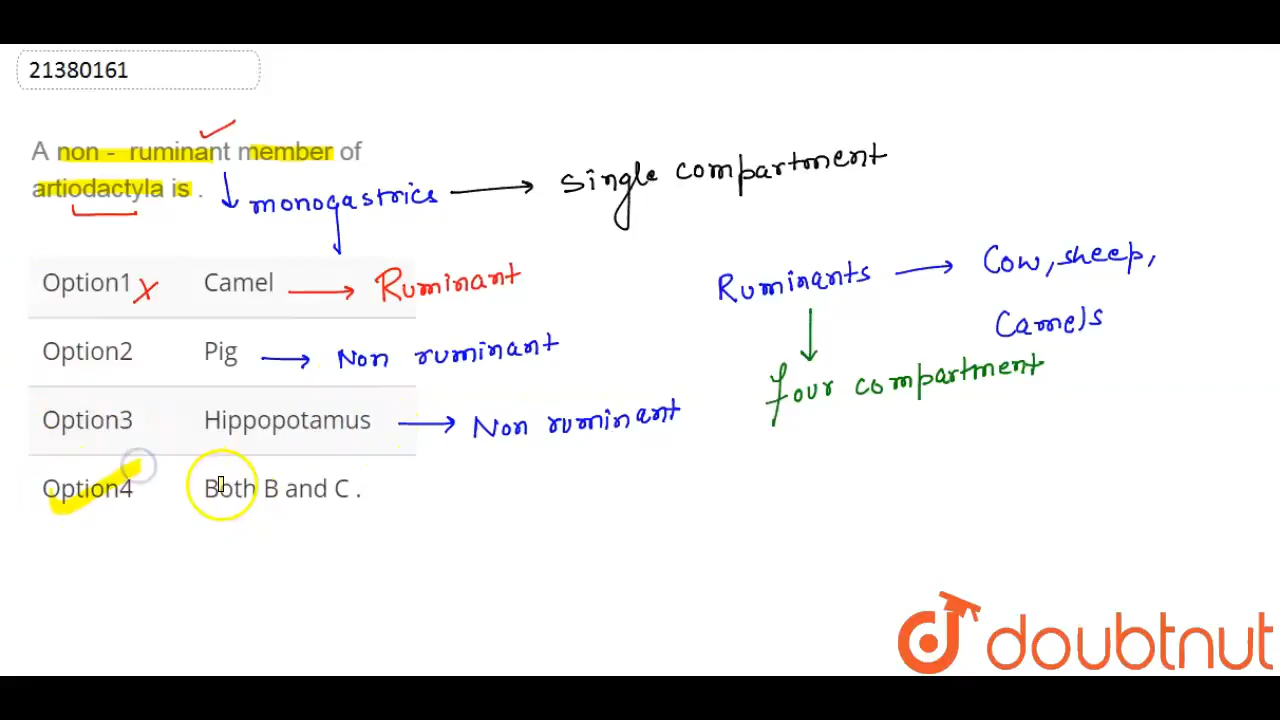 21380161
A non - ruminant member of
artiodactyla is .
monogastrics
Single compartment
Option1 x Camel Ruminant
Option2 Pig Non ruminant
Option3 Hippopotamus Non ruminant
Option4 Both B and C .
Ruminants Cow, sheep,
Camels
four compartment
doubtnut